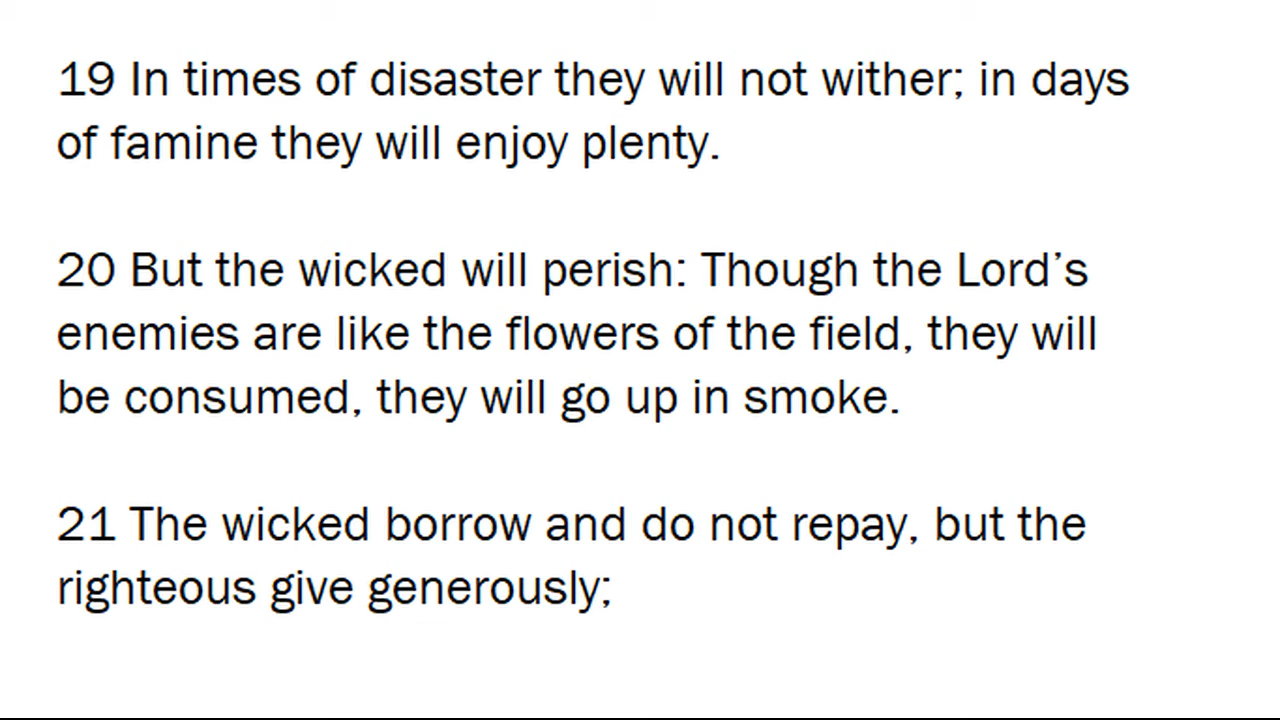 19 In times of disaster they will not wither; in days
of famine they will enjoy plenty.
20 But the wicked will perish: Though the Lord’s
enemies are like the flowers of the field, they will
be consumed, they will go up in smoke.
21 The wicked borrow and do not repay, but the
righteous give generously;